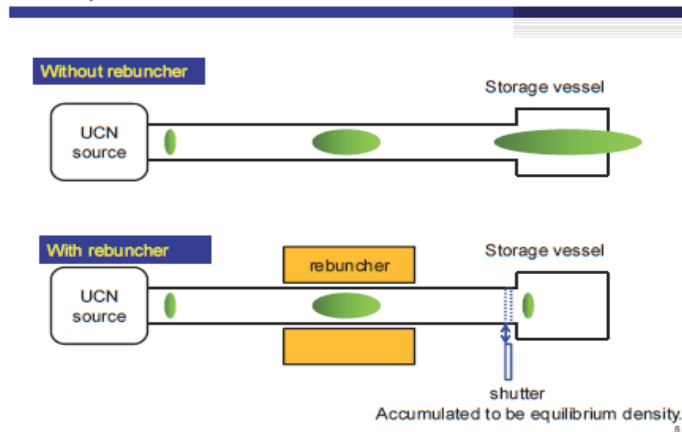 Without rebuncher
Storage vessel
UCN
source
With rebuncher
rebuncher
Storage vessel
UCN
source
shutter
Accumulated to be equilibrium density.